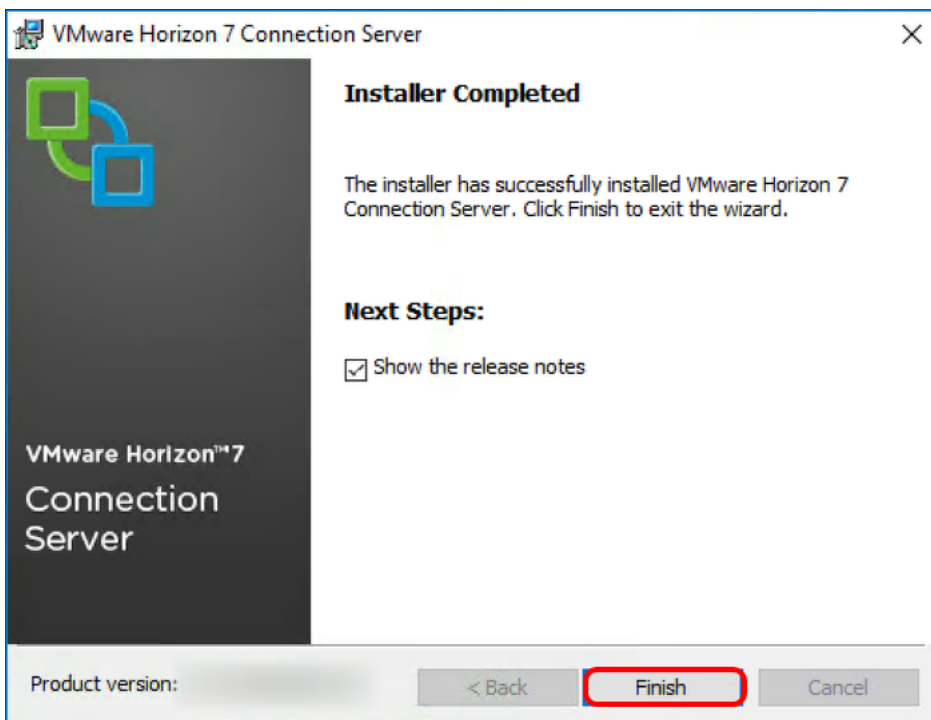 VMware Horizon 7 Connection Server
Installer Completed
The installer has successfully installed VMware Horizon 7
Connection Server. Click Finish to exit the wizard.
Next Steps:
Show the release notes
VMware Horizon™7
Connection
Server
Product version:
< Back
Finish
Cancel